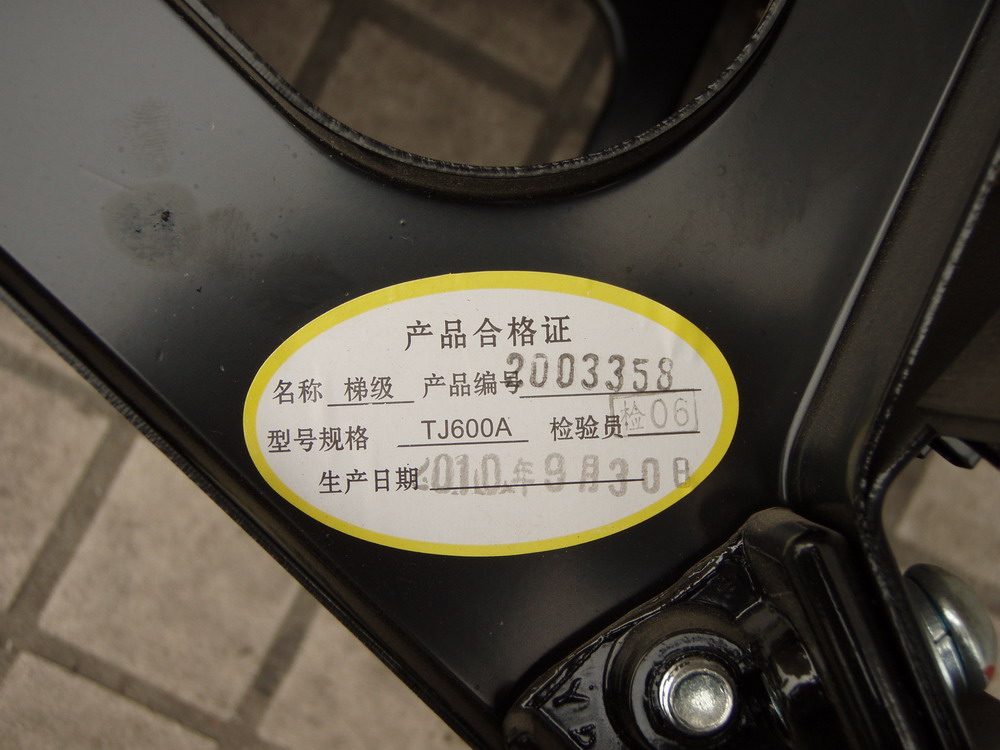 产品合格证
名称 梯级 产品编号 2003358
型号规格 TJ600A 检验员 检06
生产日期 2010年9月30日